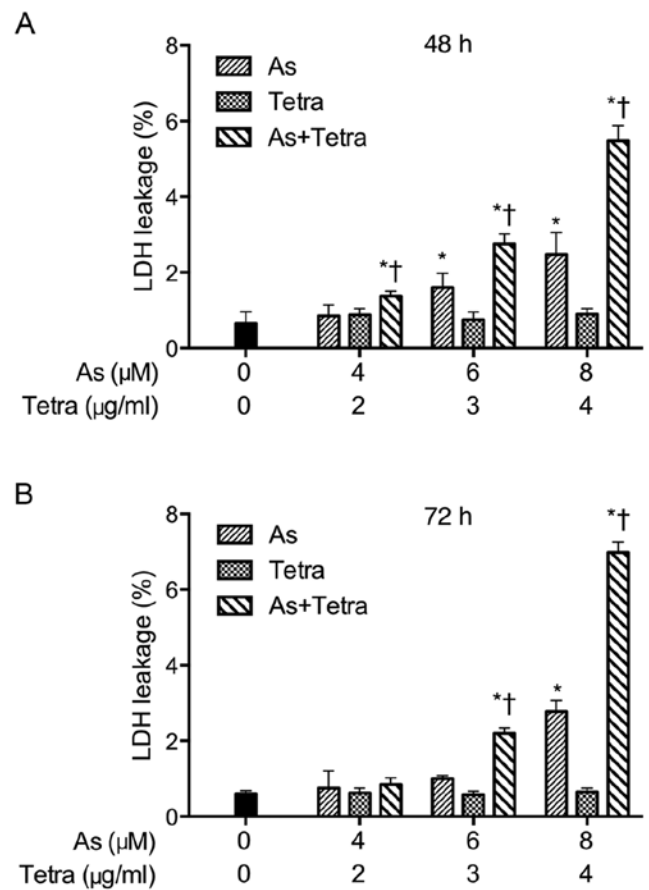 A
48 h
8
6
4
2
0
LDH leakage (%)
As
Tetra
As+Tetra
*†
*
*†
*
*†
As (µM) 0 4 6 8
Tetra (µg/ml) 0 2 3 4
B
72 h
8
6
4
2
0
LDH leakage (%)
As
Tetra
As+Tetra
*†
*
*†
As (µM) 0 4 6 8
Tetra (µg/ml) 0 2 3 4